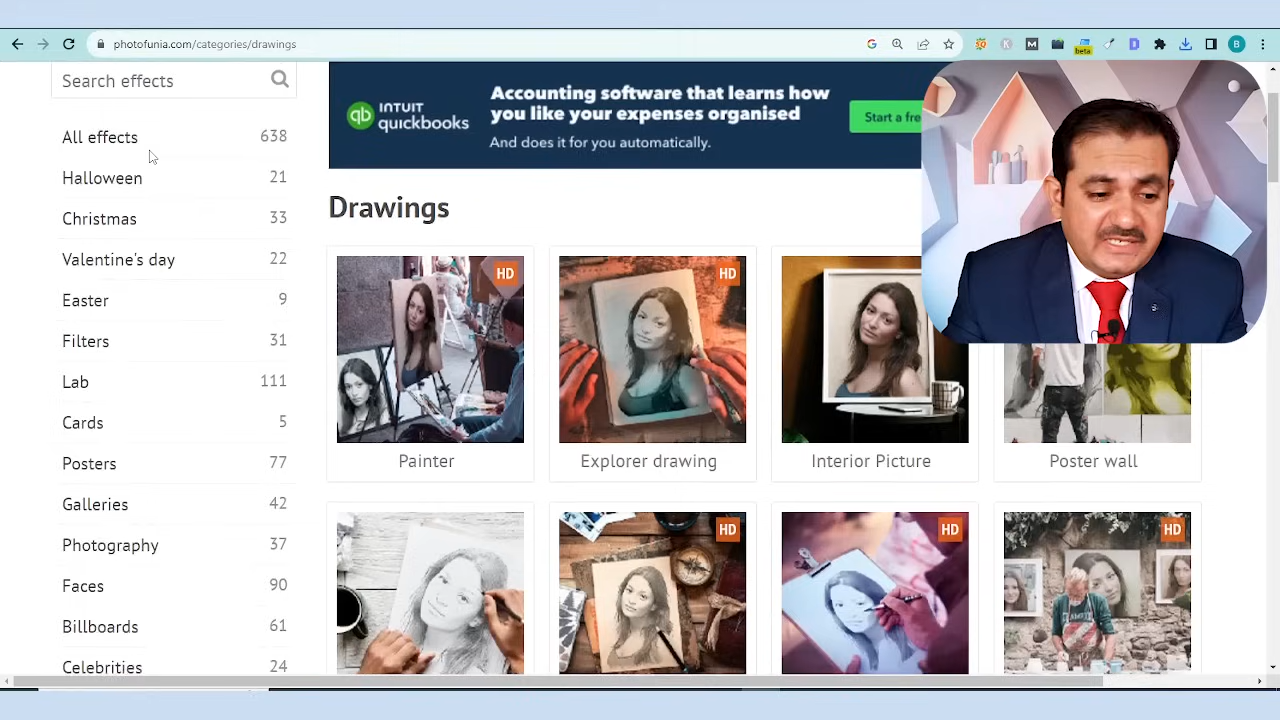 photofunia.com/categories/drawings
beta
B
Search effects
INTUIT
quickbooks
Accounting software that learns how
you like your expenses organised
And does it for you automatically.
Start a fre
All effects 638
Halloween 21
Christmas 33
Valentine's day 22
Easter 9
Filters 31
Lab 111
Cards 5
Posters 77
Galleries 42
Photography 37
Faces 90
Billboards 61
Celebrities 24
Drawings
HD
HD
Painter
Explorer drawing
Interior Picture
Poster wall
HD
HD
HD